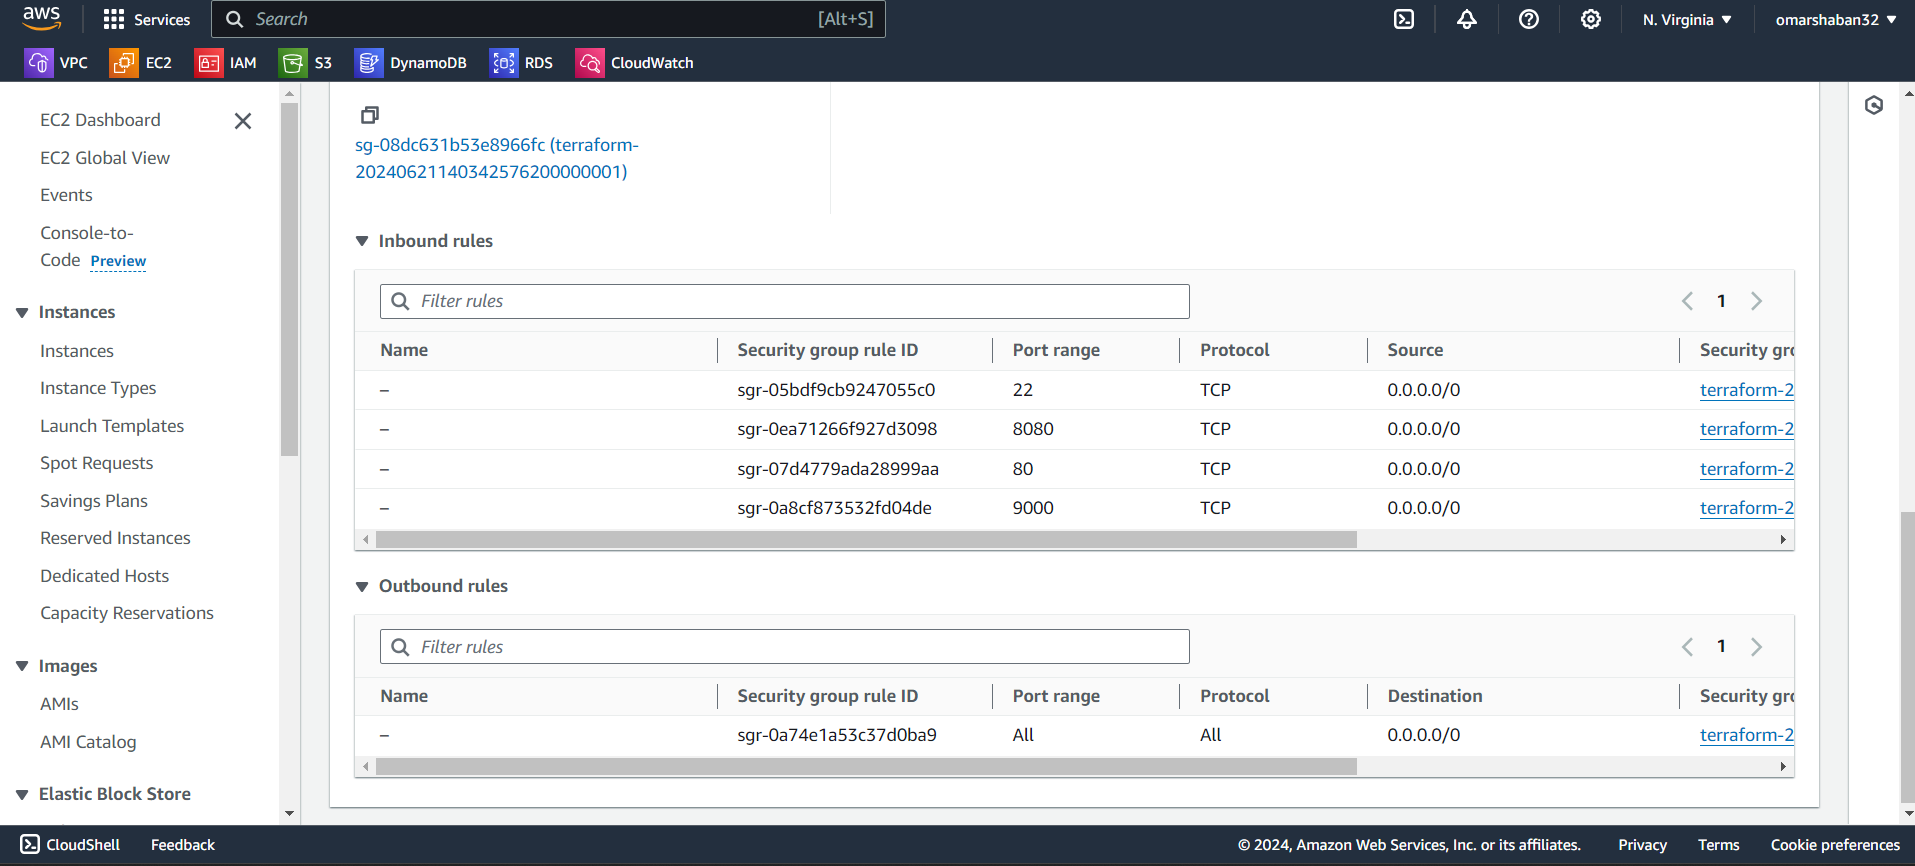 aws Services Search [Alt+S] N. Virginia omarshaban32
VPC EC2 IAM S3 DynamoDB RDS CloudWatch
EC2 Dashboard
EC2 Global View
Events
Console-to-
Code Preview
Instances
Instances
Instance Types
Launch Templates
Spot Requests
Savings Plans
Reserved Instances
Dedicated Hosts
Capacity Reservations
Images
AMIs
AMI Catalog
Elastic Block Store
sg-08dc631b53e8966fc (terraform-
20240621140342576200000001)
Inbound rules
Filter rules 1
Name Security group rule ID Port range Protocol Source Security gro
– sgr-05bdf9cb9247055c0 22 TCP 0.0.0.0/0 terraform-2
– sgr-0ea71266f927d3098 8080 TCP 0.0.0.0/0 terraform-2
– sgr-07d4779ada28999aa 80 TCP 0.0.0.0/0 terraform-2
– sgr-0a8cf873532fd04de 9000 TCP 0.0.0.0/0 terraform-2
Outbound rules
Filter rules 1
Name Security group rule ID Port range Protocol Destination Security gro
– sgr-0a74e1a53c37d0ba9 All All 0.0.0.0/0 terraform-2
CloudShell Feedback © 2024, Amazon Web Services, Inc. or its affiliates. Privacy Terms Cookie preferences